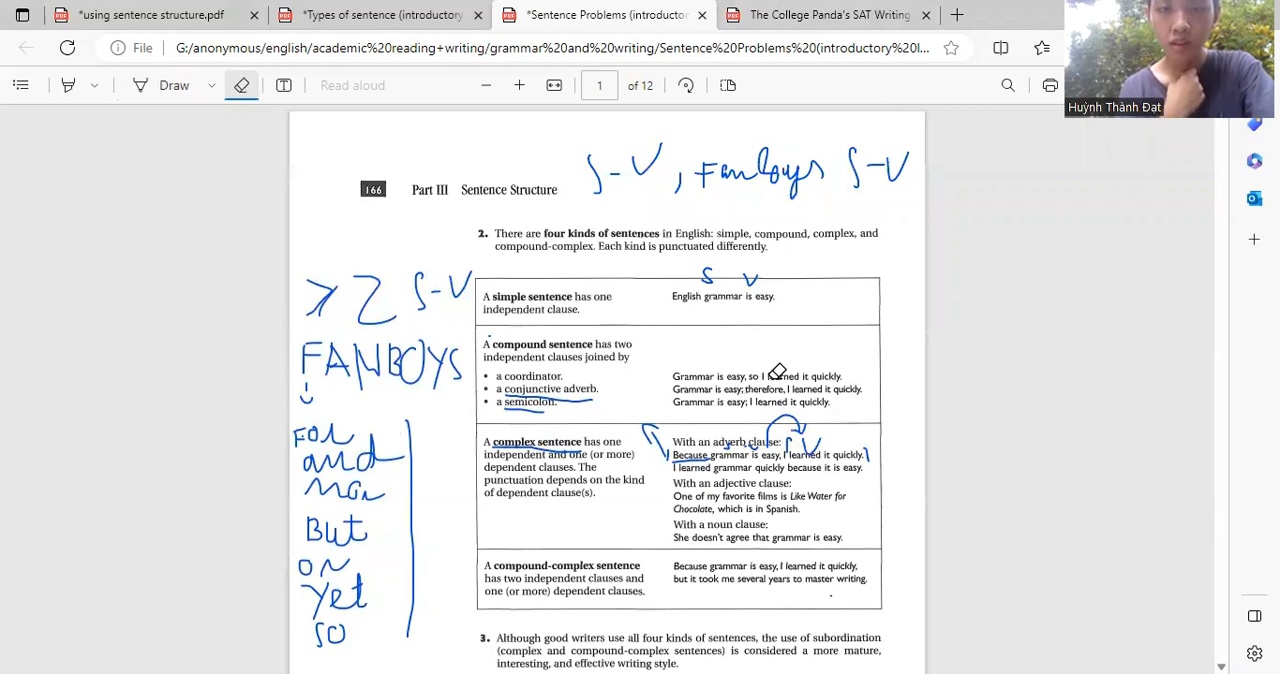 *using sentence structure.pdf
*Types of sentence (introductory
*Sentence Problems (introductor
The College Panda's SAT Writing
File
G:/anonymous/english/academic%20reading+writing/grammar%20and%20writing/Sentence%20Problems%20(introductory%20l...
Draw
Read aloud
1
of 12
Huỳnh Thành Đạt
S-V, Fanboys S-V
166 Part III Sentence Structure
2. There are four kinds of sentences in English: simple, compound, complex, and
compound-complex. Each kind is punctuated differently.
S V
A simple sentence has one
independent clause.
English grammar is easy.
A compound sentence has two
independent clauses joined by
• a coordinator.
• a conjunctive adverb.
• a semicolon.
Grammar is easy, so I learned it quickly.
Grammar is easy; therefore, I learned it quickly.
Grammar is easy; I learned it quickly.
A complex sentence has one
independent and one (or more)
dependent clauses. The
punctuation depends on the kind
of dependent clause(s).
With an adverb clause:
S V
Because grammar is easy, I learned it quickly.
I learned grammar quickly because it is easy.
With an adjective clause:
One of my favorite films is Like Water for
Chocolate, which is in Spanish.
With a noun clause:
She doesn't agree that grammar is easy.
A compound-complex sentence
has two independent clauses and
one (or more) dependent clauses.
Because grammar is easy, I learned it quickly,
but it took me several years to master writing.
3. Although good writers use all four kinds of sentences, the use of subordination
(complex and compound-complex sentences) is considered a more mature,
interesting, and effective writing style.
2 S-V
FANBOYS
For
and
nor
But
or
Yet
so